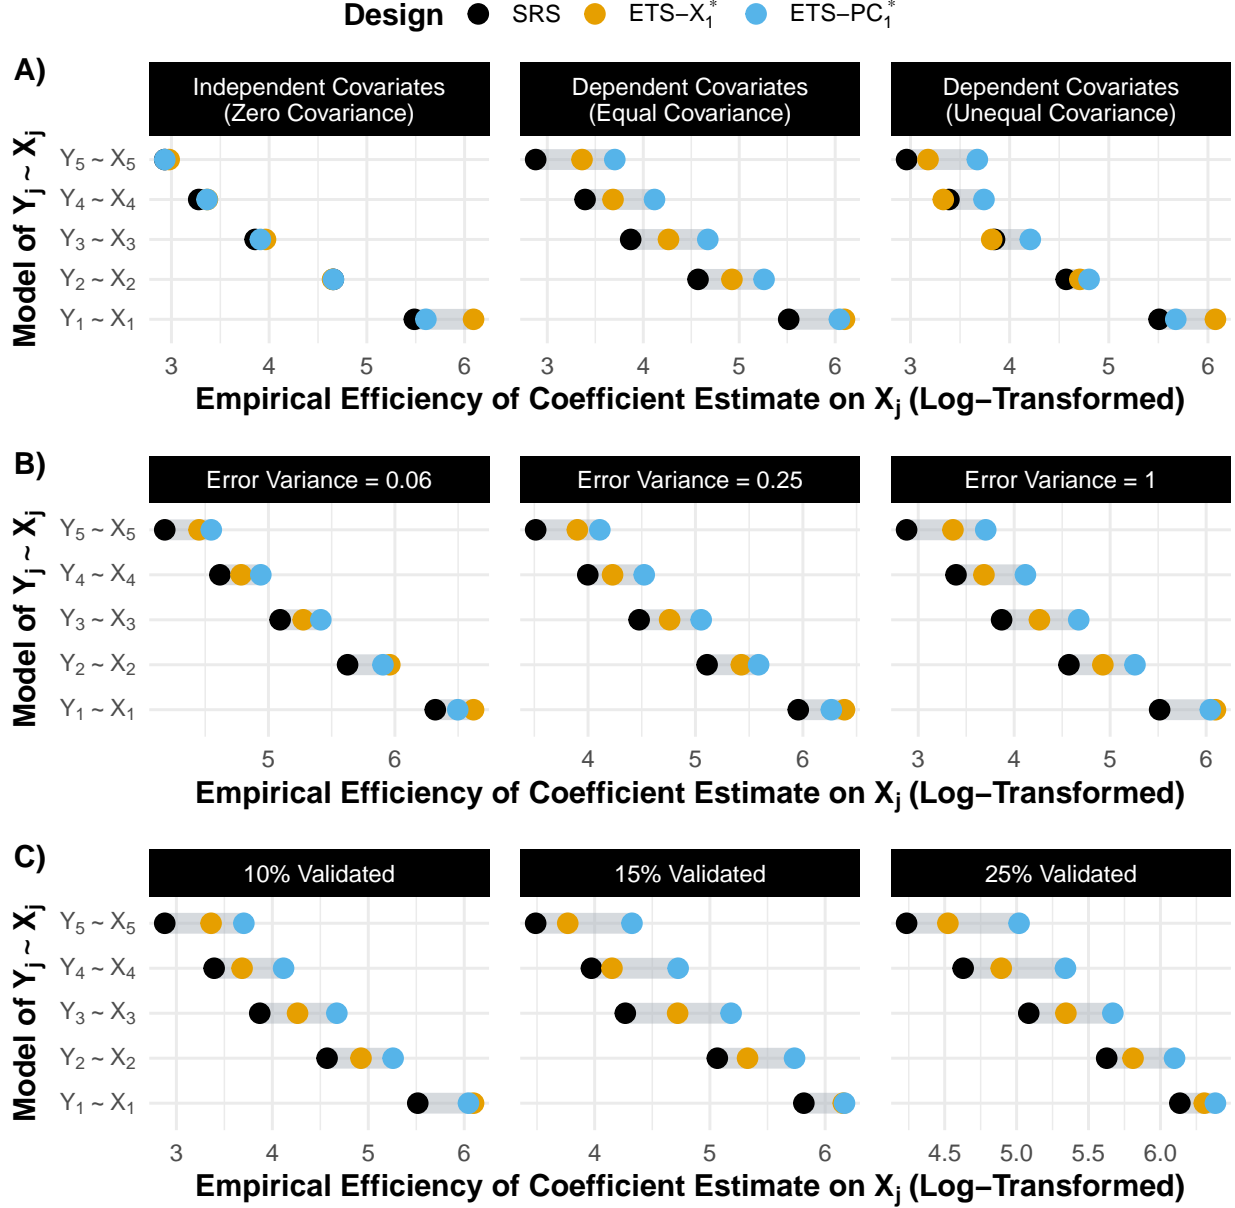 Design SRS ETS−X₁* ETS−PC₁*
A)
Independent Covariates
(Zero Covariance)
Dependent Covariates
(Equal Covariance)
Dependent Covariates
(Unequal Covariance)
Model of Yⱼ ~ Xⱼ
Y₅ ~ X₅
Y₄ ~ X₄
Y₃ ~ X₃
Y₂ ~ X₂
Y₁ ~ X₁
3 4 5 6 3 4 5 6 3 4 5 6
Empirical Efficiency of Coefficient Estimate on Xⱼ (Log−Transformed)
B)
Error Variance = 0.06 Error Variance = 0.25 Error Variance = 1
Model of Yⱼ ~ Xⱼ
Y₅ ~ X₅
Y₄ ~ X₄
Y₃ ~ X₃
Y₂ ~ X₂
Y₁ ~ X₁
5 6 4 5 6 3 4 5 6
Empirical Efficiency of Coefficient Estimate on Xⱼ (Log−Transformed)
C)
10% Validated 15% Validated 25% Validated
Model of Yⱼ ~ Xⱼ
Y₅ ~ X₅
Y₄ ~ X₄
Y₃ ~ X₃
Y₂ ~ X₂
Y₁ ~ X₁
3 4 5 6 4 5 6 4.5 5.0 5.5 6.0
Empirical Efficiency of Coefficient Estimate on Xⱼ (Log−Transformed)